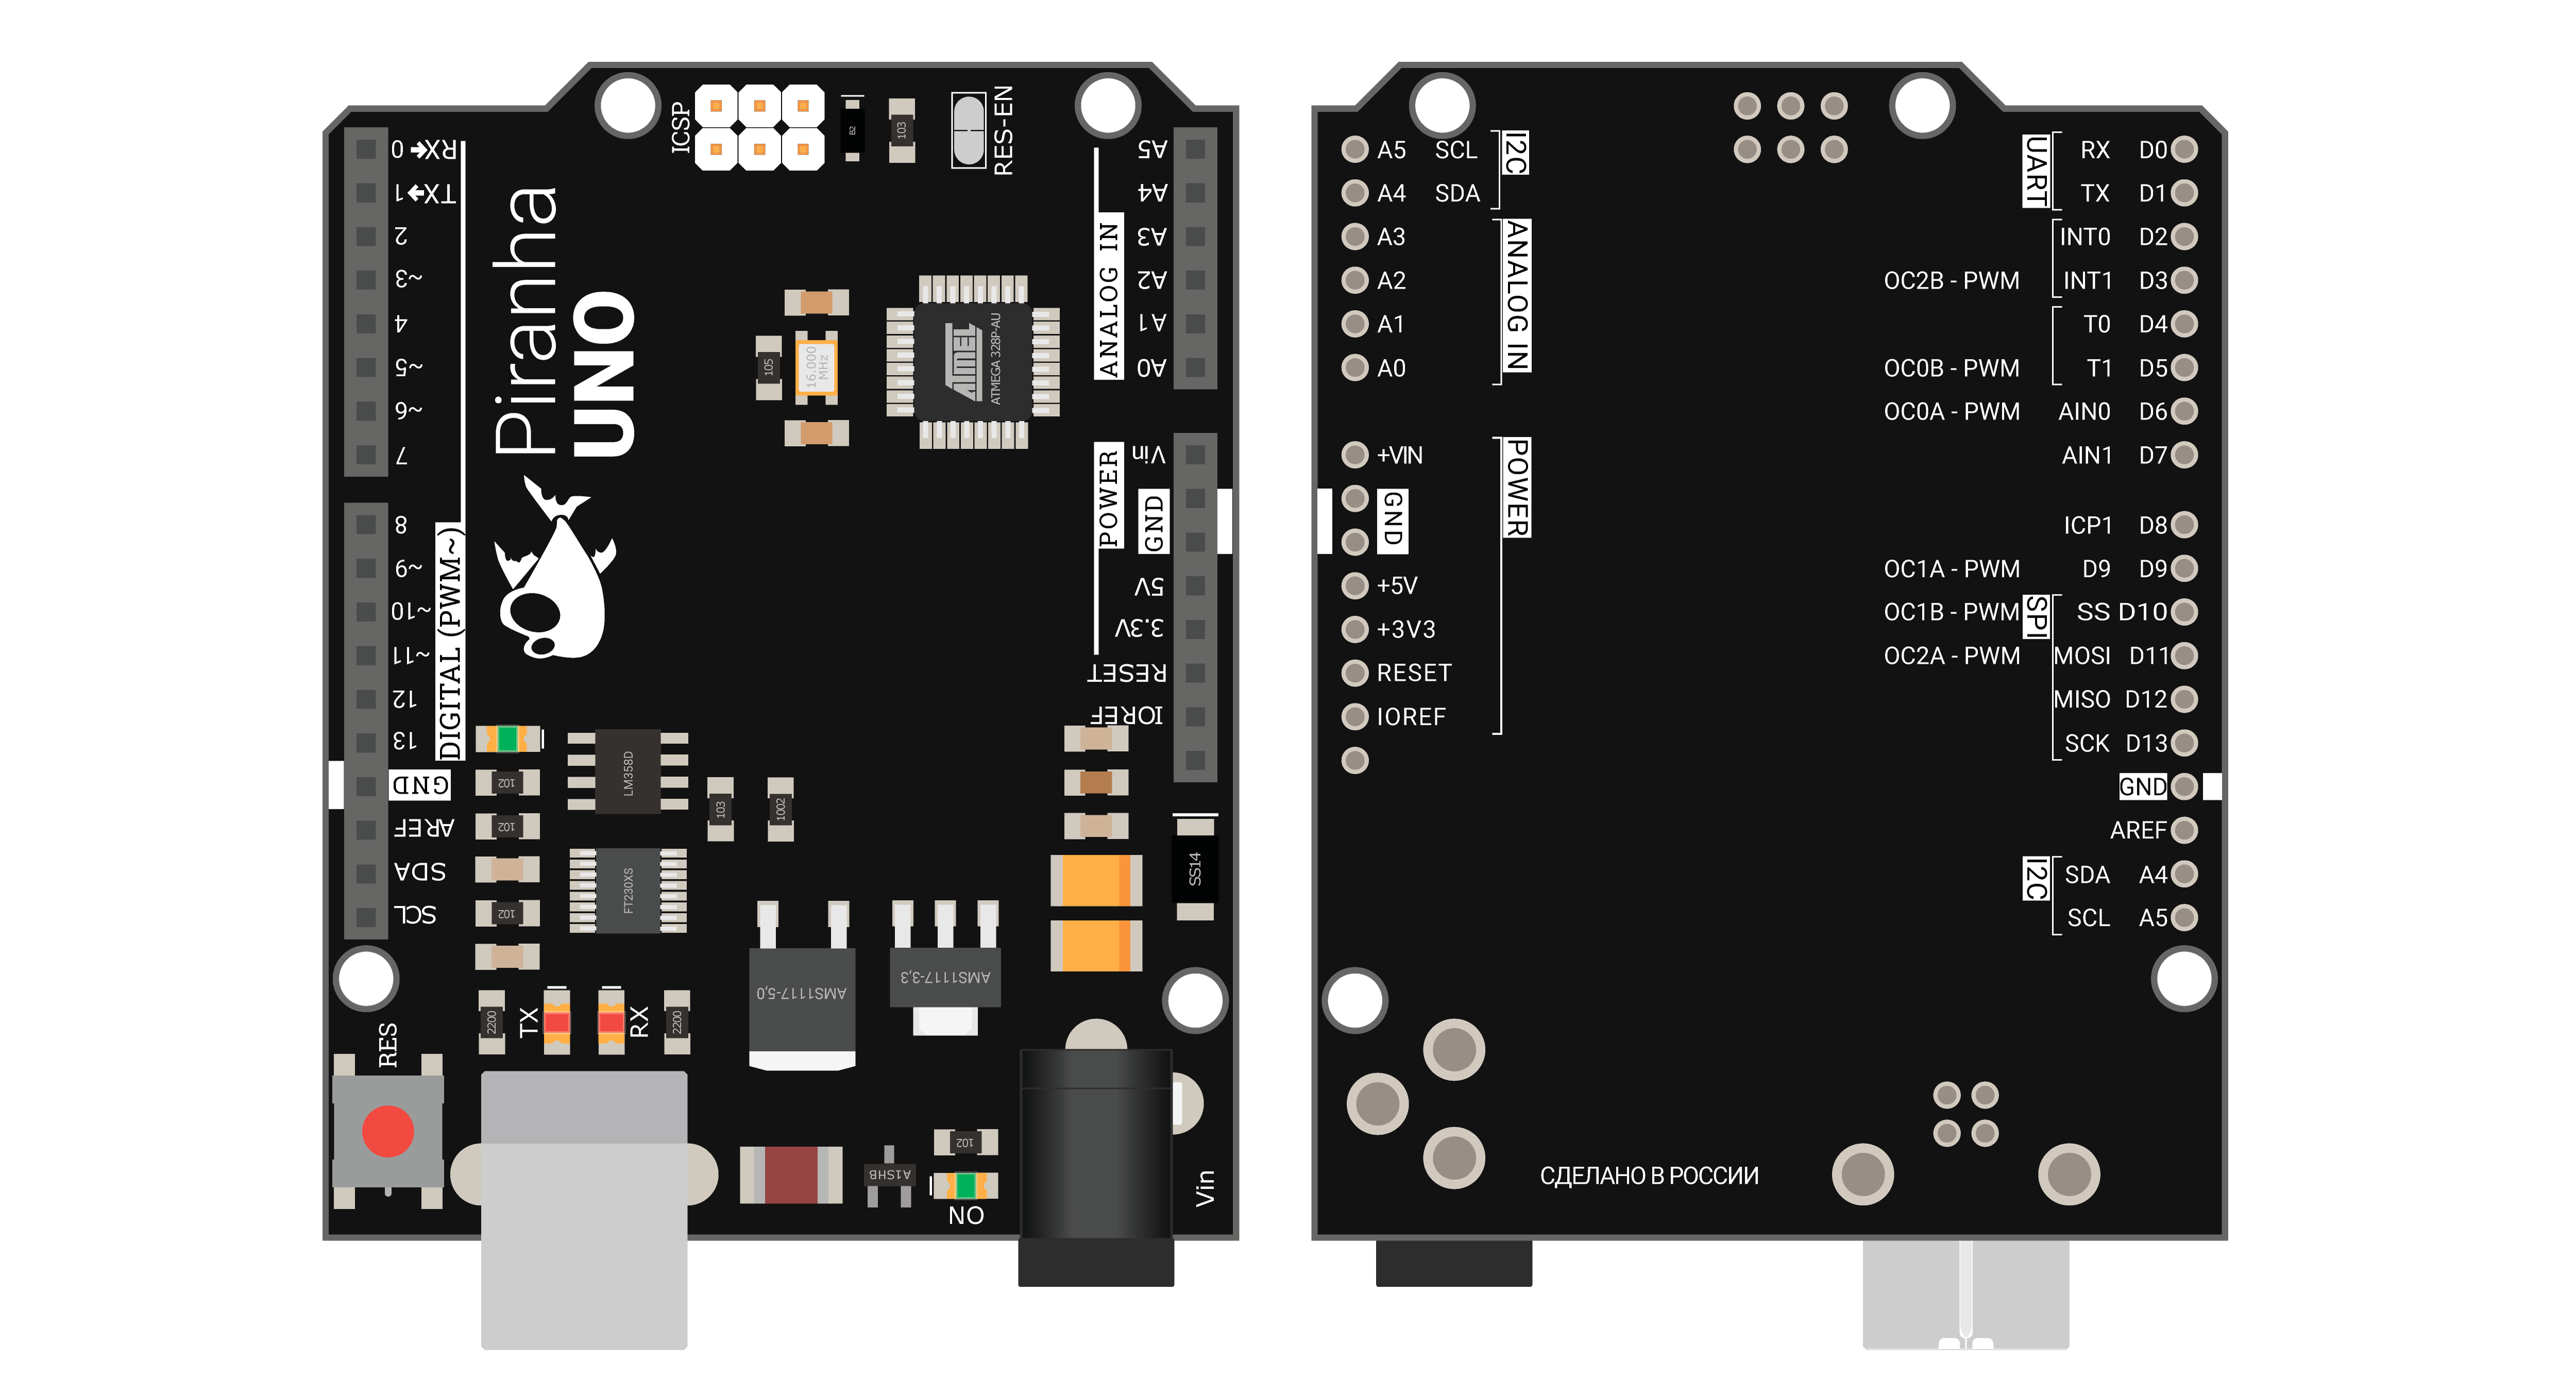 ICSP
B2
103
RES-EN
RX→0
TX←1
2
~3
4
~5
~6
7
8
~9
~10
~11
12
13
GND
AREF
SDA
SCL
DIGITAL (PWM~)
Piranha
UNO
105
16.000
MHz
ATMEL
ATMEGA 328P-AU
A5
A4
A3
A2
A1
A0
ANALOG IN
Vin
GND
5V
3.3V
RESET
IOREF
POWER
102
102
102
LM358D
103
1002
FT230XS
SS14
AMS1117-5,0
AMS1117-3,3
2200
TX
RX
2200
RES
102
A1SHB
ON
Vin
A5 SCL
A4 SDA
I2C
A3
A2
A1
A0
ANALOG IN
+VIN
GND
+5V
+3V3
RESET
IOREF
POWER
UART
RX D0
TX D1
INT0 D2
OC2B - PWM INT1 D3
T0 D4
OC0B - PWM T1 D5
OC0A - PWM AIN0 D6
AIN1 D7
ICP1 D8
OC1A - PWM D9 D9
OC1B - PWM SS D10
SPI
OC2A - PWM MOSI D11
MISO D12
SCK D13
GND
AREF
I2C
SDA A4
SCL A5
СДЕЛАНО В РОССИИ